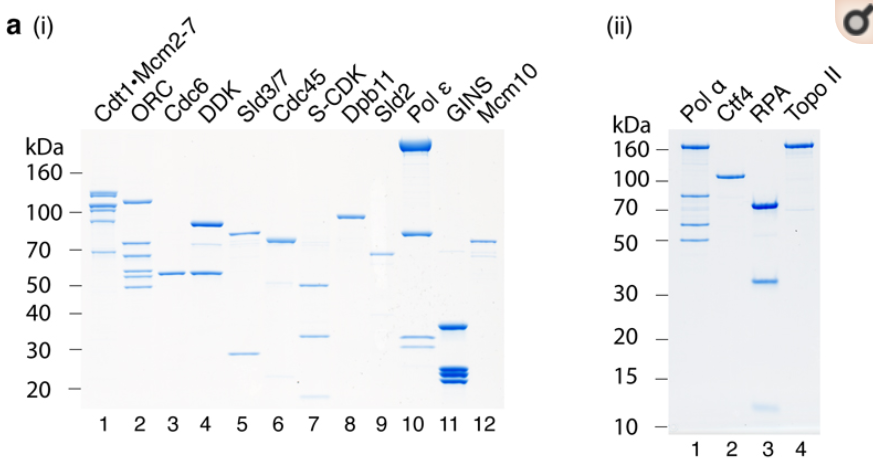 a (i)
Cdt1•Mcm2-7
ORC
Cdc6
DDK
Sld3/7
Cdc45
S-CDK
Dpb11
Sld2
Pol ε
GINS
Mcm10
kDa
160
100
70
50
40
30
20
1 2 3 4 5 6 7 8 9 10 11 12
(ii)
Pol α
Ctf4
RPA
Topo II
kDa
160
100
70
50
30
20
15
10
1 2 3 4